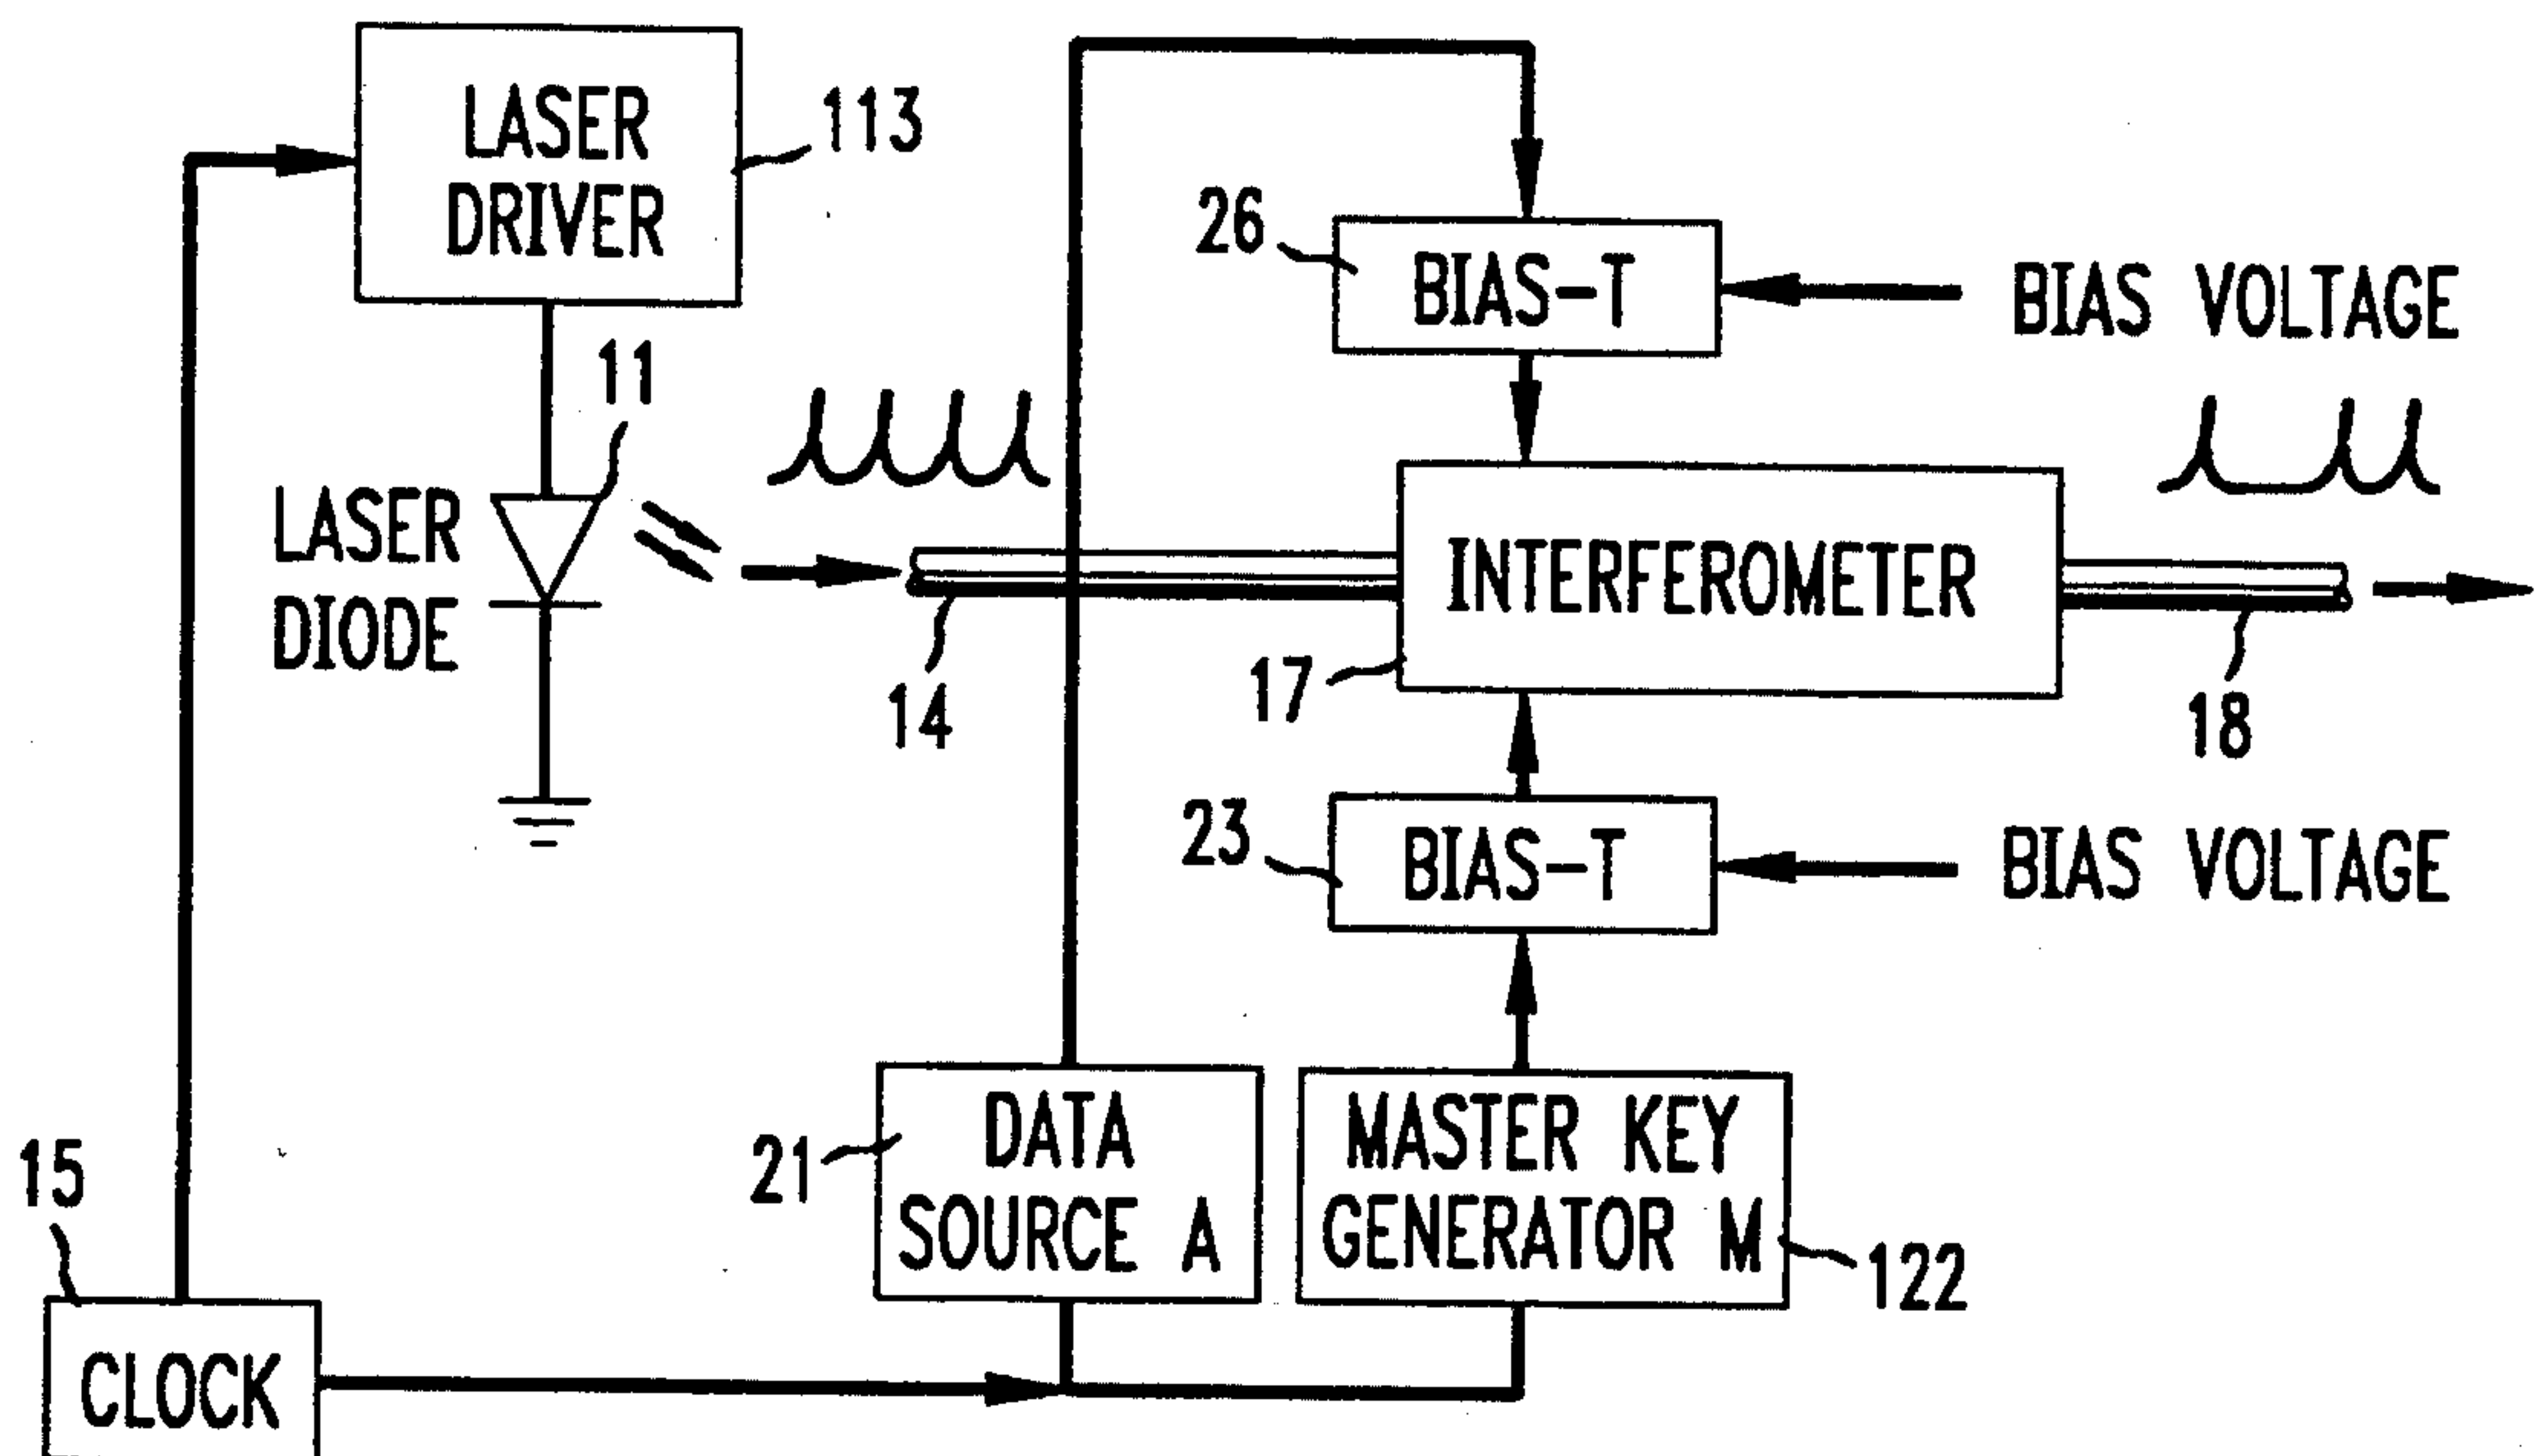 LASER
DRIVER
113
26
BIAS-T
BIAS VOLTAGE
11
LASER
DIODE
14
INTERFEROMETER
17
18
23
BIAS-T
BIAS VOLTAGE
21
DATA
SOURCE A
MASTER KEY
GENERATOR M
122
15
CLOCK